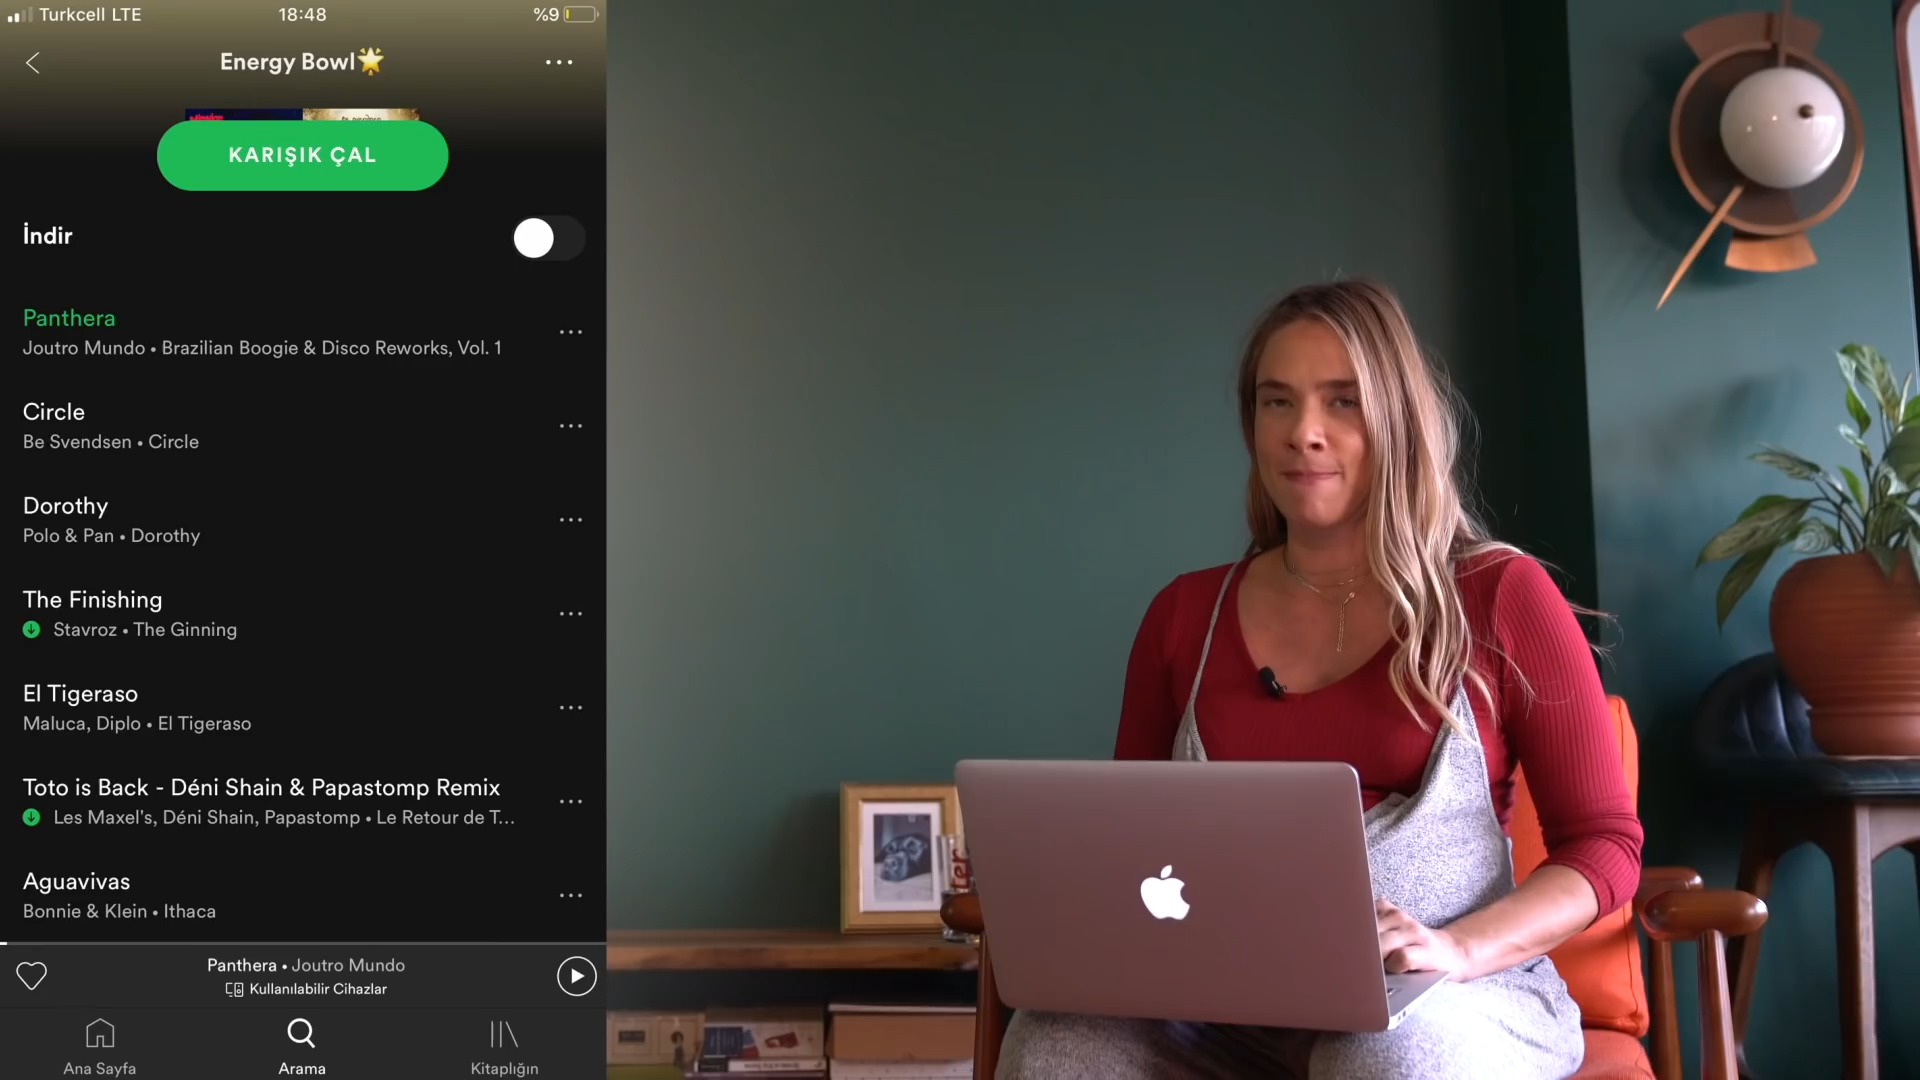 Turkcell LTE 18:48 %9
Energy Bowl🌟
KARIŞIK ÇAL
İndir
Panthera
Joutro Mundo • Brazilian Boogie & Disco Reworks, Vol. 1
Circle
Be Svendsen • Circle
Dorothy
Polo & Pan • Dorothy
The Finishing
Stavroz • The Ginning
El Tigeraso
Maluca, Diplo • El Tigeraso
Toto is Back - Déni Shain & Papastomp Remix
Les Maxel's, Déni Shain, Papastomp • Le Retour de T...
Aguavivas
Bonnie & Klein • Ithaca
Panthera • Joutro Mundo
Kullanılabilir Cihazlar
Ana Sayfa Arama Kitaplığın